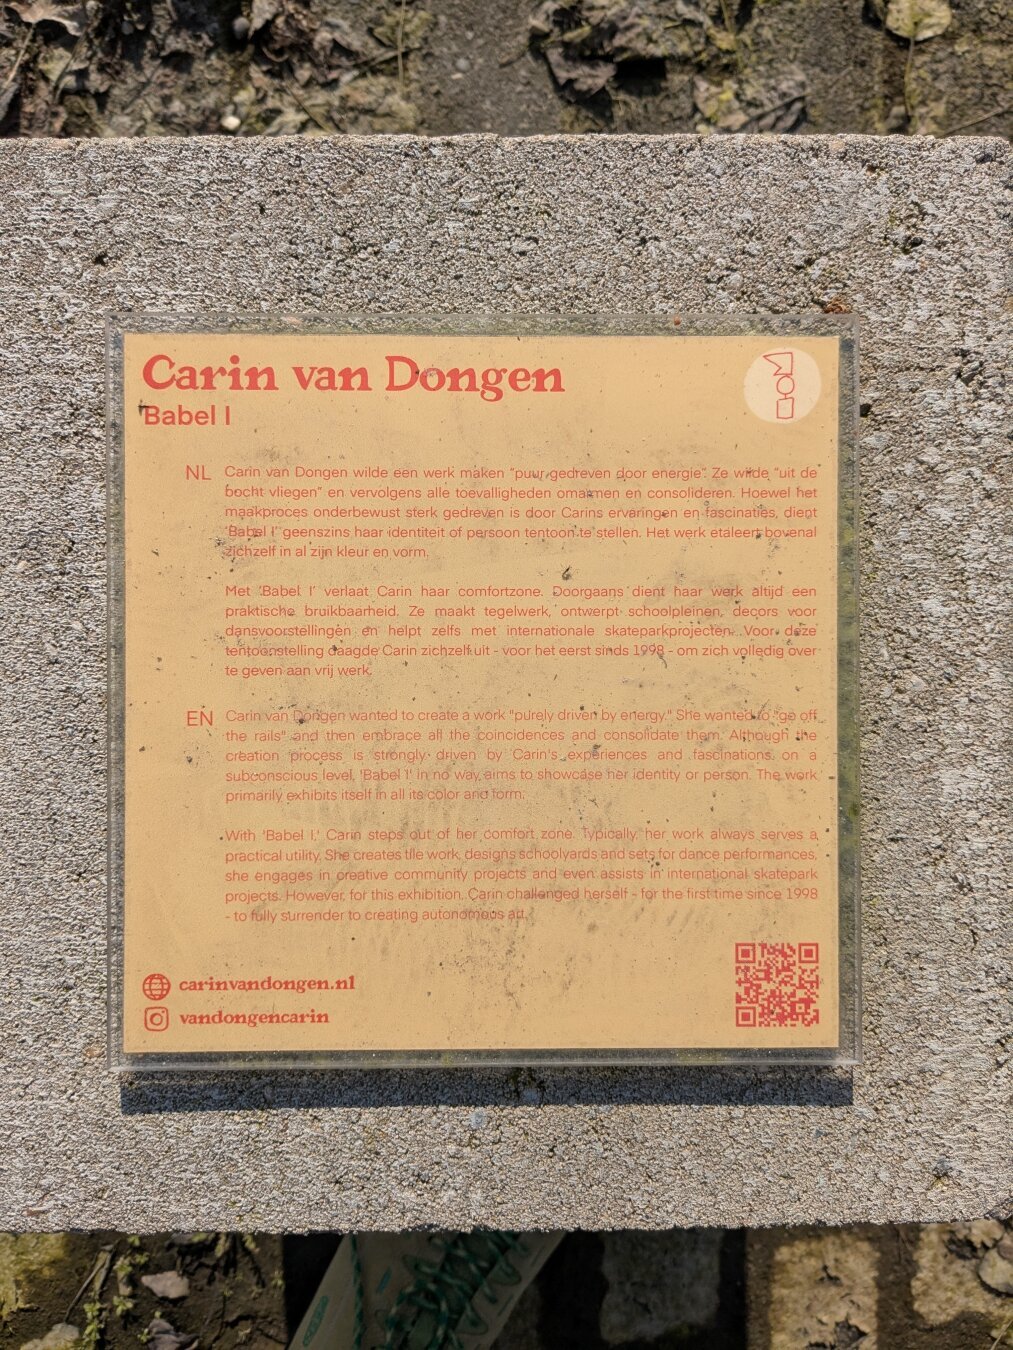 Carin van Dongen
Babel I
NL
Carin van Dongen wilde een werk maken "puur gedreven door energie". Ze wilde "uit de
bocht vliegen" en vervolgens alle toevalligheden omarmen en consolideren. Hoewel het
maakproces onderbewust sterk gedreven is door Carins ervaringen en fascinaties, dient
'Babel I' geenszins haar identiteit of persoon tentoon te stellen. Het werk etaleert bovenal
zichzelf in al zijn kleur en vorm.
Met 'Babel I' verlaat Carin haar comfortzone. Doorgaans dient haar werk altijd een
praktische bruikbaarheid. Ze maakt tegelwerk, ontwerpt schoolpleinen, decors voor
dansvoorstellingen en helpt zelfs met internationale skateparkprojecten. Voor deze
tentoonstelling daagde Carin zichzelf uit - voor het eerst sinds 1998 - om zich volledig over
te geven aan vrij werk.
EN
Carin van Dongen wanted to create a work "purely driven by energy." She wanted to "go off
the rails" and then embrace all the coincidences and consolidate them. Although the
creation process is strongly driven by Carin's experiences and fascinations on a
subconscious level, 'Babel I' in no way aims to showcase her identity or person. The work
primarily exhibits itself in all its color and form.
With 'Babel I,' Carin steps out of her comfort zone. Typically, her work always serves a
practical utility. She creates tile work, designs schoolyards and sets for dance performances,
she engages in creative community projects and even assists in international skatepark
projects. However, for this exhibition, Carin challenged herself - for the first time since 1998
- to fully surrender to creating autonomous art.
carinvandongen.nl
vandongencarin